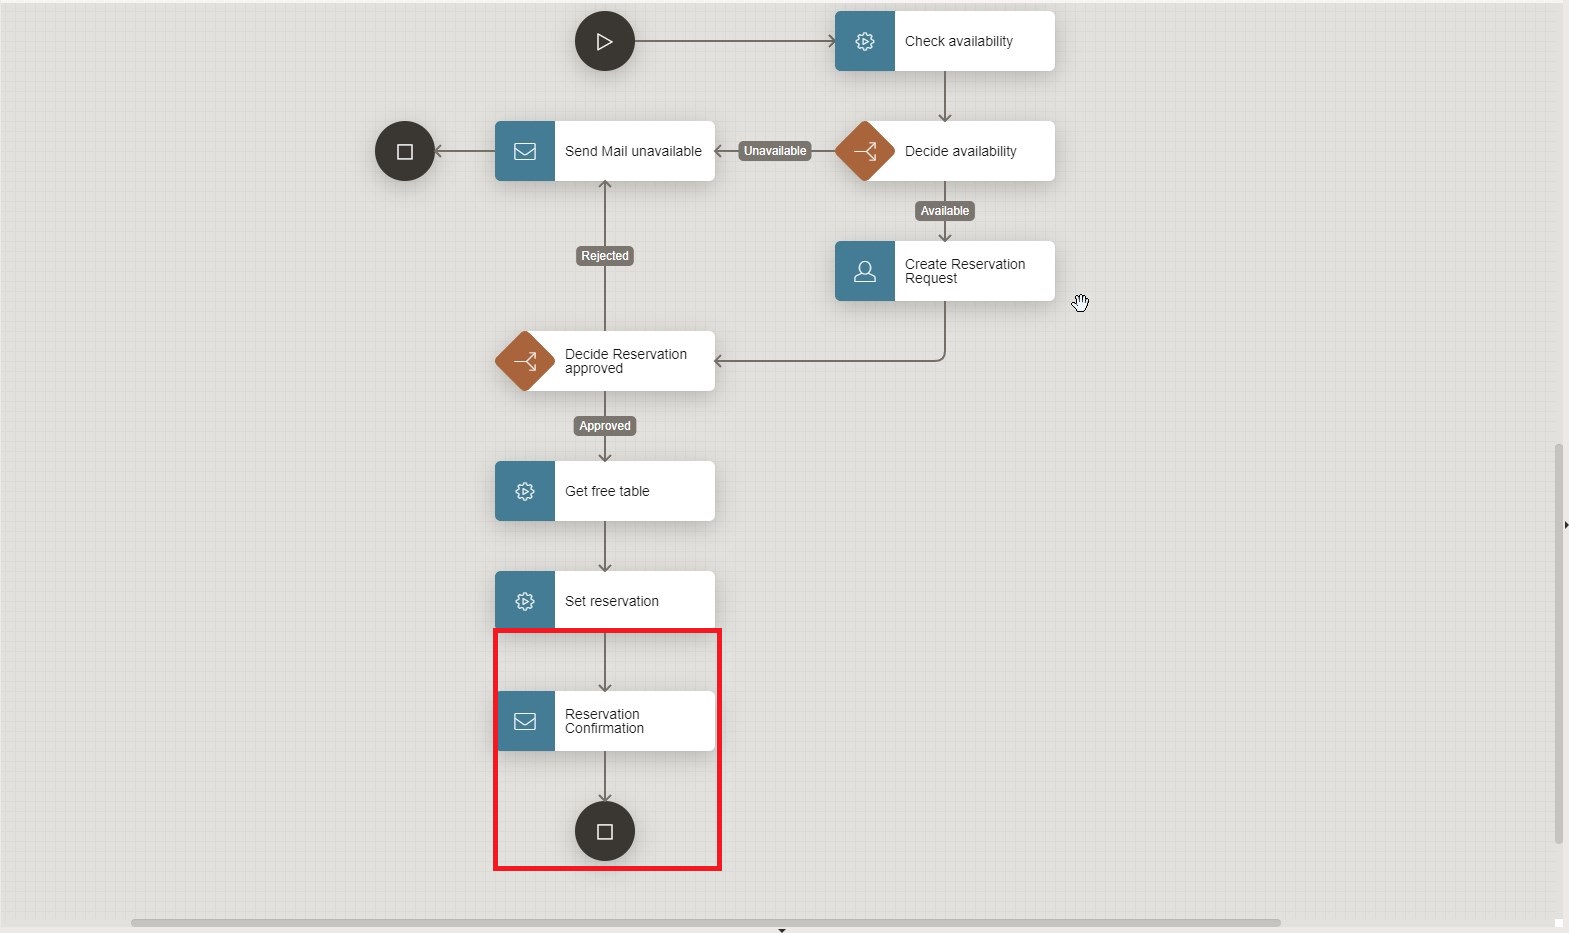 Check availability
Send Mail unavailable
Unavailable
Decide availability
Available
Rejected
Create Reservation
Request
Decide Reservation
approved
Approved
Get free table
Set reservation
Reservation
Confirmation